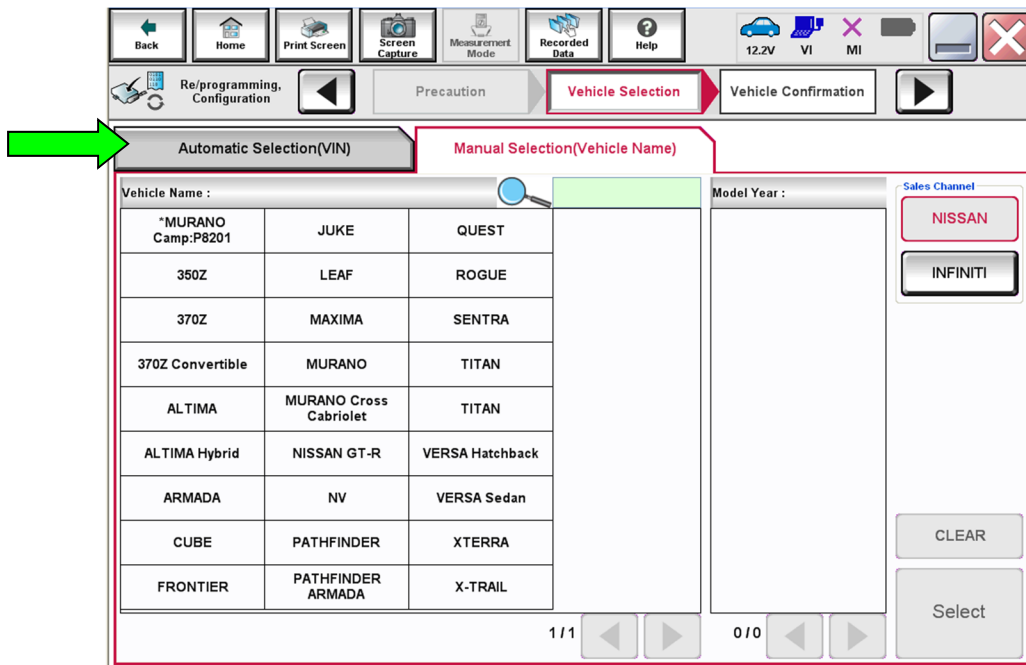 Back
Home
Print Screen
Screen
Capture
Measurement
Mode
Recorded
Data
Help
12.2V
VI
MI
Re/programming,
Configuration
Precaution
Vehicle Selection
Vehicle Confirmation
Automatic Selection(VIN)
Manual Selection(Vehicle Name)
Vehicle Name :
Model Year :
Sales Channel
NISSAN
INFINITI
*MURANO
Camp:P8201
JUKE
QUEST
350Z
LEAF
ROGUE
370Z
MAXIMA
SENTRA
370Z Convertible
MURANO
TITAN
ALTIMA
MURANO Cross
Cabriolet
TITAN
ALTIMA Hybrid
NISSAN GT-R
VERSA Hatchback
ARMADA
NV
VERSA Sedan
CUBE
PATHFINDER
XTERRA
FRONTIER
PATHFINDER
ARMADA
X-TRAIL
CLEAR
Select
1/1
0/0